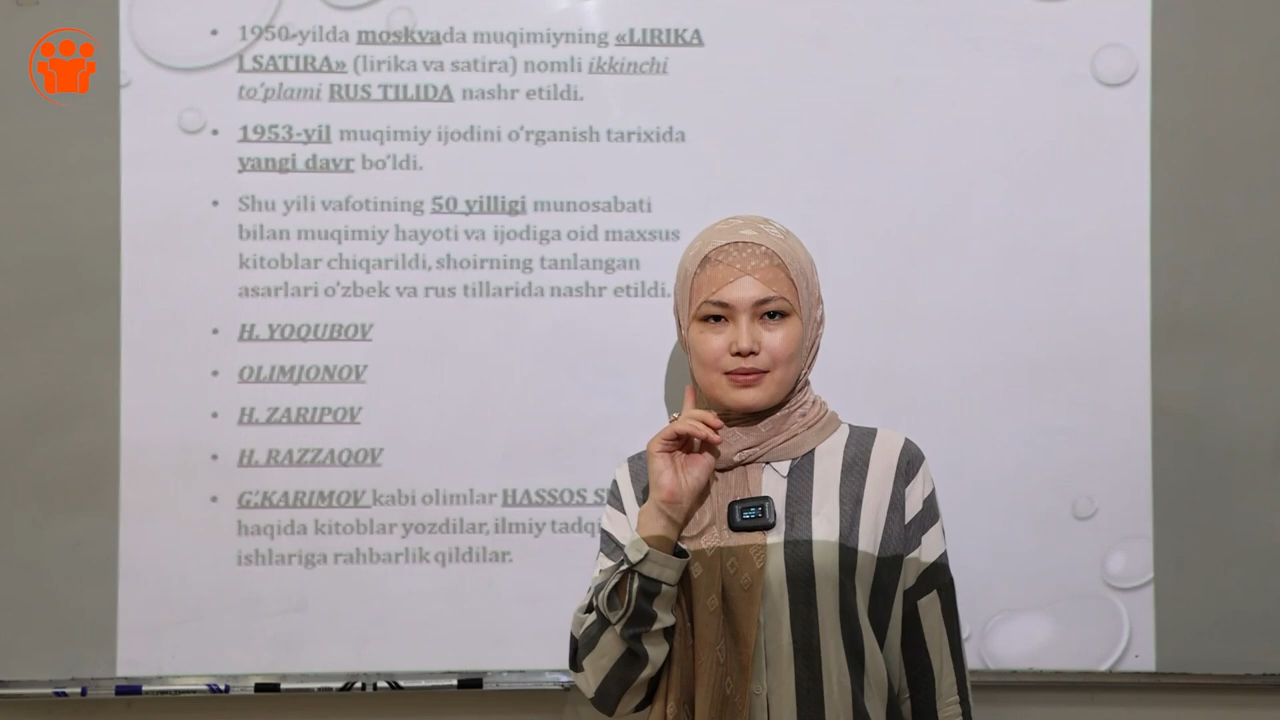 1950-yilda moskvada muqimiyning «LIRIKA
I SATIRA» (lirika va satira) nomli ikkinchi
to'plami RUS TILIDA nashr etildi.
1953-yil muqimiy ijodini o'rganish tarixida
yangi davr bo'ldi.
Shu yili vafotining 50 yilligi munosabati
bilan muqimiy hayoti va ijodiga oid maxsus
kitoblar chiqarildi, shoirning tanlangan
asarlari o'zbek va rus tillarida nashr etildi.
H. YOQUBOV
OLIMJONOV
H. ZARIPOV
H. RAZZAQOV
G'.KARIMOV kabi olimlar HASSOS
haqida kitoblar yozdilar, ilmiy
ishlariga rahbarlik qildilar.